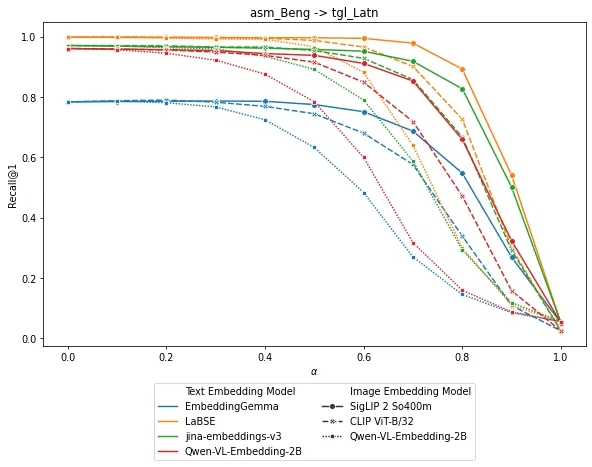 asm_Beng -> tgl_Latn
Recall@1
1.0
0.8
0.6
0.4
0.2
0.0
0.0 0.2 0.4 0.6 0.8 1.0
α
Text Embedding Model
EmbeddingGemma
LaBSE
jina-embeddings-v3
Qwen-VL-Embedding-2B
Image Embedding Model
SigLIP 2 So400m
CLIP ViT-B/32
Qwen-VL-Embedding-2B